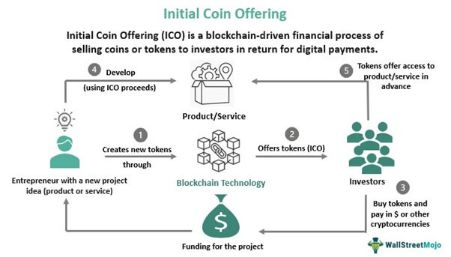 Initial Coin Offering
Initial Coin Offering (ICO) is a blockchain-driven financial process of
selling coins or tokens to investors in return for digital payments.
4
Develop
(using ICO proceeds)
5
Tokens offer access to
product/service in
advance
Product/Service
1
Creates new tokens
through
2
Offers tokens (ICO)
Entrepreneur with a new project
idea (product or service)
Blockchain Technology
Investors
3
Buy tokens and
pay in $ or other
cryptocurrencies
$
Funding for the project
WallStreetMojo